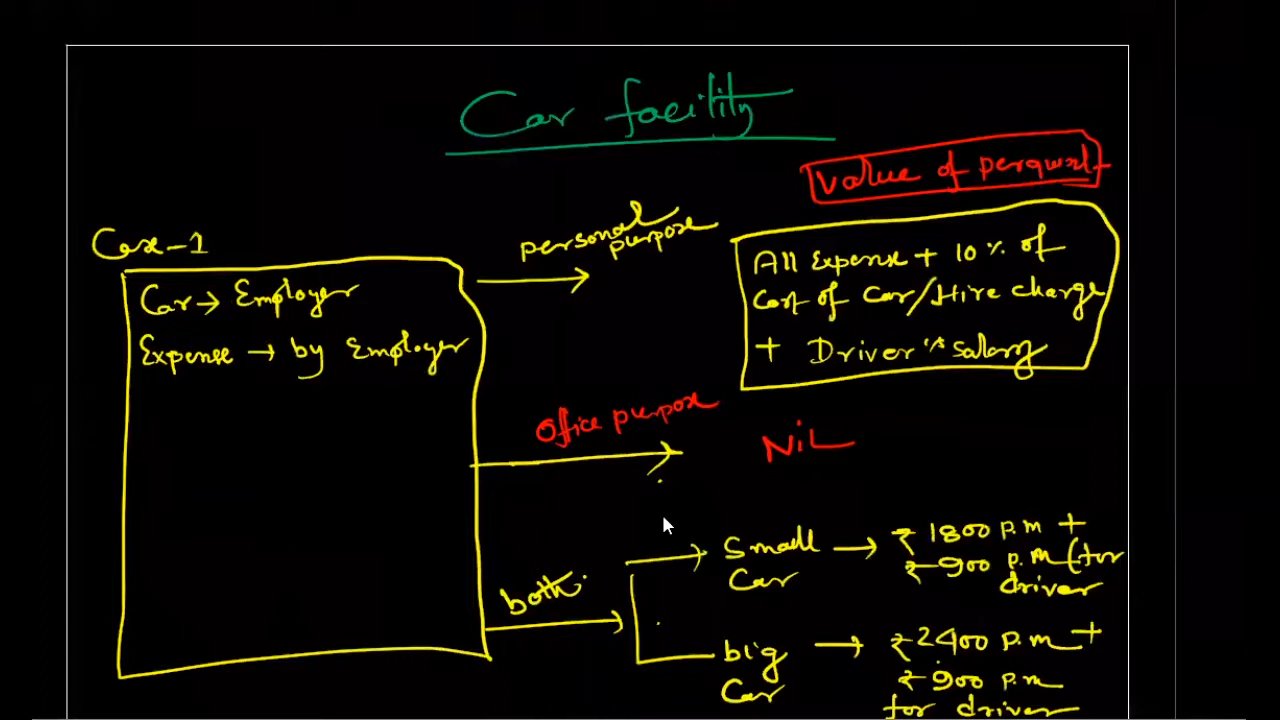 Car facility
Value of perquisit
Case-1
personal
purpose
Car → Employer
Expense → by Employer
All Expense + 10 % of
Cost of Car/Hire charge
+ Driver's salary
Office purpose
NiL
both
Small
Car
→ ₹ 1800 p.m +
₹ 900 p.m (for
driver
big
Car
→ ₹ 2400 p.m +
₹ 900 p.m
for driver